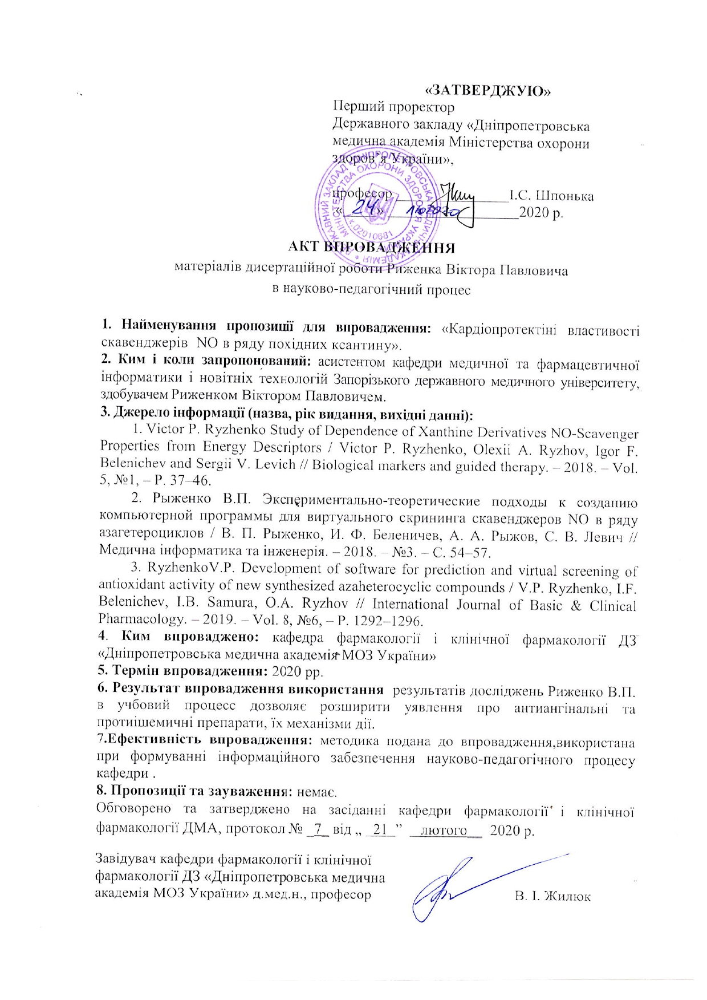 «ЗАТВЕРДЖУЮ»
Перший проректор
Державного закладу «Дніпропетровська
медична академія Міністерства охорони
здоров'я України»,
професор I.С. Шпонька
« 24 » лютого 2020 р.
АКТ ВПРОВАДЖЕННЯ
матеріалів дисертаційної роботи Риженка Віктора Павловича
в науково-педагогічний процес
1. Найменування пропозиції для впровадження: «Кардіопротектіні властивості
скавенджерів NO в ряду похідних ксантину».
2. Ким і коли запропонований: асистентом кафедри медичної та фармацевтичної
інформатики і новітніх технологій Запорізького державного медичного університету,
здобувачем Риженком Віктором Павловичем.
3. Джерело інформації (назва, рік видання, вихідні данні):
1. Victor P. Ryzhenko Study of Dependence of Xanthine Derivatives NO-Scavenger
Properties from Energy Descriptors / Victor P. Ryzhenko, Olexii A. Ryzhov, Igor F.
Belenichev and Sergii V. Levich // Biological markers and guided therapy. – 2018. – Vol.
5, №1, – P. 37–46.
2. Рыженко В.П. Экспериментально-теоретические подходы к созданию
компьютерной программы для виртуального скрининга скавенджеров NO в ряду
азагетероциклов / В. П. Рыженко, И. Ф. Беленичев, А. А. Рыжов, С. В. Левич //
Медична інформатика та інженерія. – 2018. – №3. – С. 54–57.
3. RyzhenkoV.P. Development of software for prediction and virtual screening of
antioxidant activity of new synthesized azaheterocyclic compounds / V.P. Ryzhenko, I.F.
Belenichev, I.B. Samura, O.A. Ryzhov // International Journal of Basic & Clinical
Pharmacology. – 2019. – Vol. 8, №6, – P. 1292–1296.
4. Ким впроваджено: кафедра фармакології і клінічної фармакології ДЗ
«Дніпропетровська медична академія МОЗ України»
5. Термін впровадження: 2020 рр.
6. Результат впровадження використання результатів досліджень Риженко В.П.
в учбовий процесс дозволяє розширити уявлення про антиангінальні та
протиішемичні препарати, їх механізми дії.
7.Ефективність впровадження: методика подана до впровадження,використана
при формуванні інформаційного забезпечення науково-педагогічного процесу
кафедри .
8. Пропозиції та зауваження: немає.
Обговорено та затверджено на засіданні кафедри фармакології і клінічної
фармакології ДМА, протокол № 7 від „ 21 ” лютого 2020 р.
Завідувач кафедри фармакології і клінічної
фармакології ДЗ «Дніпропетровська медична
академія МОЗ України» д.мед.н., професор В. І. Жилюк